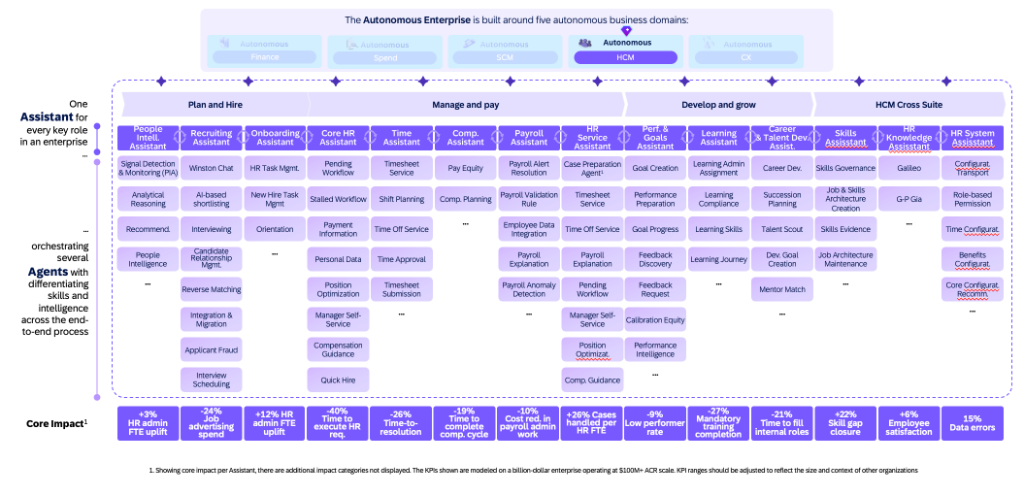 The Autonomous Enterprise is built around five autonomous business domains:
Autonomous
Finance
Autonomous
Spend
Autonomous
SCM
Autonomous
HCM
Autonomous
CX
One
Assistant for
every key role
in an enterprise
...
...
orchestrating
several
Agents with
differentiating
skills and
intelligence
across the end-
to-end process
Plan and Hire
Manage and pay
Develop and grow
HCM Cross Suite
People
Intell.
Assistant
Signal Detection
& Monitoring (PIA)
Analytical
Reasoning
Recommend.
People
Intelligence
...
Recruiting
Assistant
Winston Chat
AI-based
shortlisting
Interviewing
Candidate
Relationship
Mgmt.
Reverse Matching
Integration &
Migration
Applicant Fraud
Interview
Scheduling
Onboarding
Assistant
HR Task Mgmt.
New Hire Task
Mgmt
Orientation
...
Core HR
Assistant
Pending
Workflow
Stalled Workflow
Payment
Information
Personal Data
Position
Optimization
Manager Self-
Service
Compensation
Guidance
Quick Hire
Time
Assistant
Timesheet
Service
Shift Planning
Time Off Service
Time Approval
Timesheet
Submission
...
Comp.
Assistant
Pay Equity
Comp. Planning
...
Payroll
Assistant
Payroll Alert
Resolution
Payroll Validation
Rule
Employee Data
Integration
Payroll
Explanation
Payroll Anomaly
Detection
...
HR
Service
Assistant
Case Preparation
Agent¹
Timesheet
Service
Time Off Service
Payroll
Explanation
Pending
Workflow
Manager Self-
Service
Position
Optimizat.
Comp. Guidance
Perf. &
Goals
Assistant
Goal Creation
Performance
Preparation
Goal Progress
Feedback
Discovery
Feedback
Request
Calibration Equity
Performance
Intelligence
...
Learning
Assistant
Learning Admin
Assignment
Learning
Compliance
Learning Skills
Learning Journey
...
Career
& Talent Dev.
Assist.
Career Dev.
Succession
Planning
Talent Scout
Dev. Goal
Creation
Mentor Match
...
Skills
Assistant
Skills Governance
Job & Skills
Architecture
Creation
Skills Evidence
Job Architecture
Maintenance
...
HR
Knowledge
Assistant
Galileo
G-P Gia
...
HR System
Assistant
Configurat.
Transport
Role-based
Permission
Time Configurat.
Benefits
Configurat.
Core Configurat.
Recomm.
...
Core Impact¹
+3%
HR admin
FTE uplift
-24%
Job
advertising
spend
+12% HR
admin FTE
uplift
-40%
Time to
execute HR
req.
-26%
Time-to-
resolution
-19%
Time to
complete
comp. cycle
-10%
Cost red. in
payroll admin
work
+26% Cases
handled per
HR FTE
-9%
Low performer
rate
-27%
Mandatory
training
completion
-21%
Time to fill
internal roles
+22%
Skill gap
closure
+6%
Employee
satisfaction
15%
Data errors
1. Showing core impact per Assistant, there are additional impact categories not displayed. The KPIs shown are modeled on a billion-dollar enterprise operating at $100M+ ACR scale. KPI ranges should be adjusted to reflect the size and context of other organizations